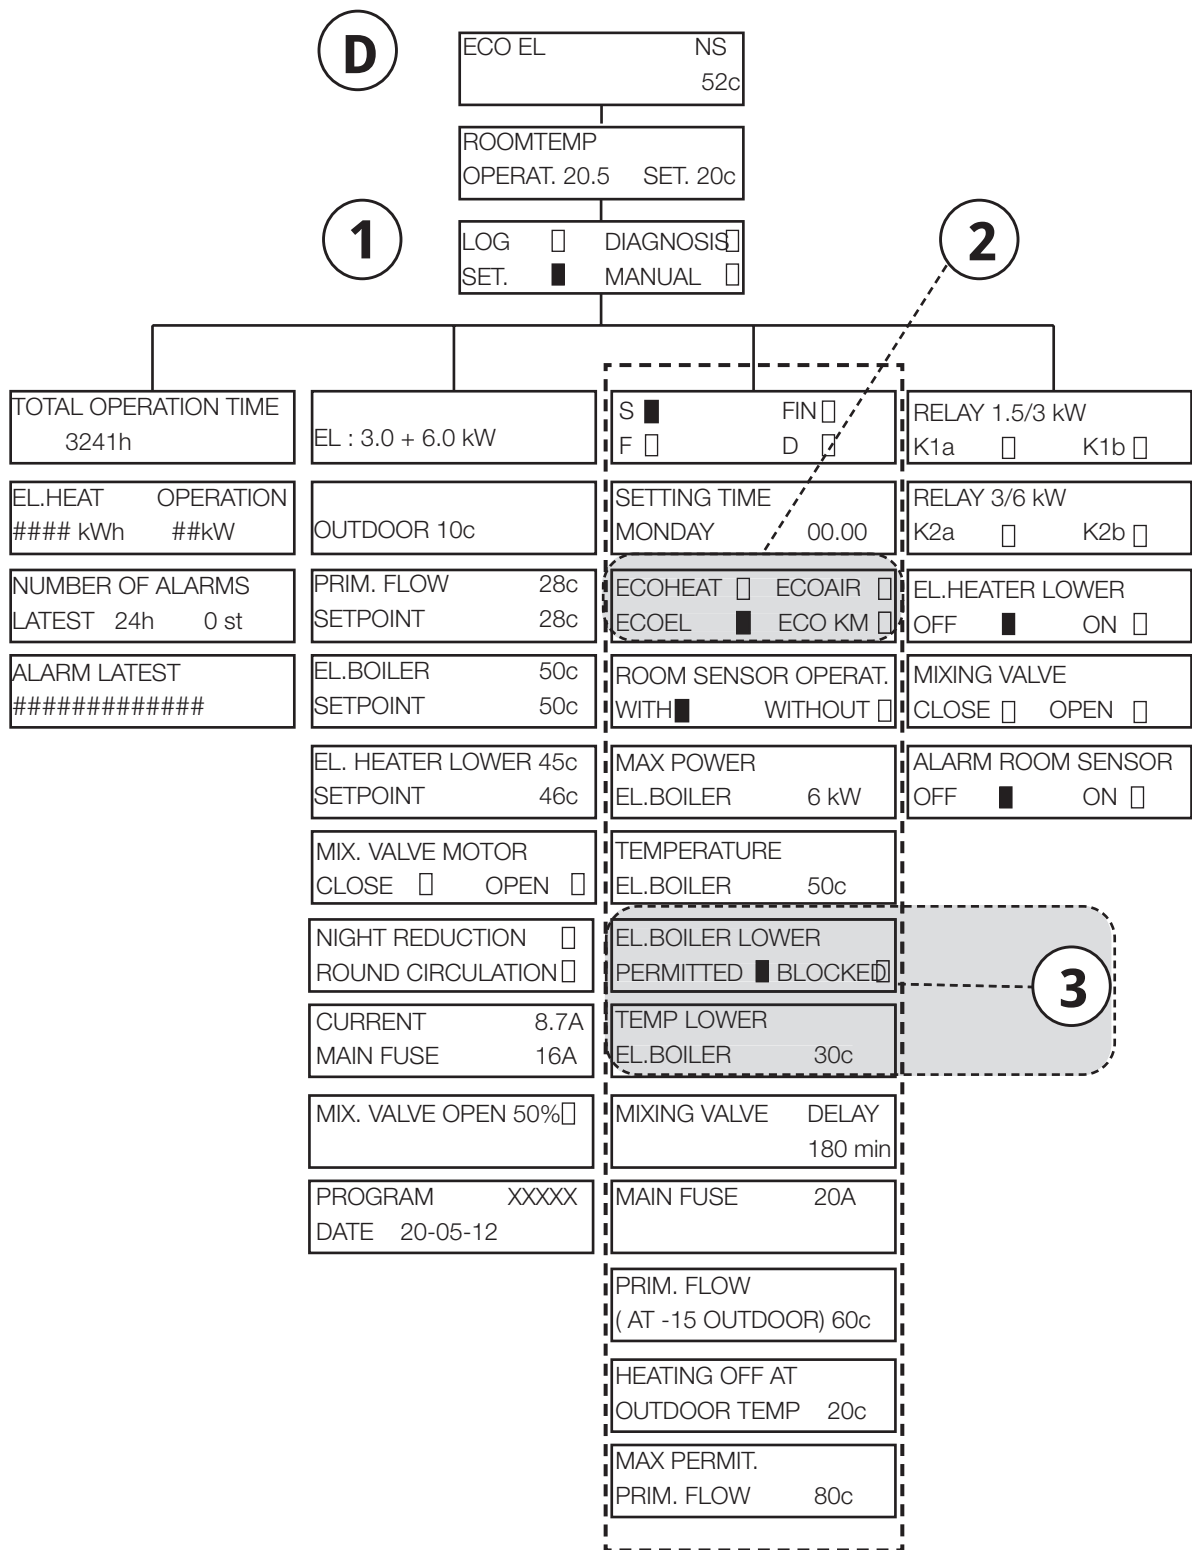 D
ECO EL NS
52c
ROOMTEMP
OPERAT. 20.5 SET. 20c
1
LOG DIAGNOSIS
SET. MANUAL
2
TOTAL OPERATION TIME
3241h
EL.HEAT OPERATION
#### kWh ##kW
NUMBER OF ALARMS
LATEST 24h 0 st
ALARM LATEST
#############
EL : 3.0 + 6.0 kW
OUTDOOR 10c
PRIM. FLOW 28c
SETPOINT 28c
EL.BOILER 50c
SETPOINT 50c
EL. HEATER LOWER 45c
SETPOINT 46c
MIX. VALVE MOTOR
CLOSE OPEN
NIGHT REDUCTION
ROUND CIRCULATION
CURRENT 8.7A
MAIN FUSE 16A
MIX. VALVE OPEN 50%
PROGRAM XXXXX
DATE 20-05-12
S FIN
F D
SETTING TIME
MONDAY 00.00
ECOHEAT ECOAIR
ECOEL ECO KM
ROOM SENSOR OPERAT.
WITH WITHOUT
MAX POWER
EL.BOILER 6 kW
TEMPERATURE
EL.BOILER 50c
EL.BOILER LOWER
PERMITTED BLOCKED
3
TEMP LOWER
EL.BOILER 30c
MIXING VALVE DELAY
180 min
MAIN FUSE 20A
PRIM. FLOW
( AT -15 OUTDOOR) 60c
HEATING OFF AT
OUTDOOR TEMP 20c
MAX PERMIT.
PRIM. FLOW 80c
RELAY 1.5/3 kW
K1a K1b
RELAY 3/6 kW
K2a K2b
EL.HEATER LOWER
OFF ON
MIXING VALVE
CLOSE OPEN
ALARM ROOM SENSOR
OFF ON